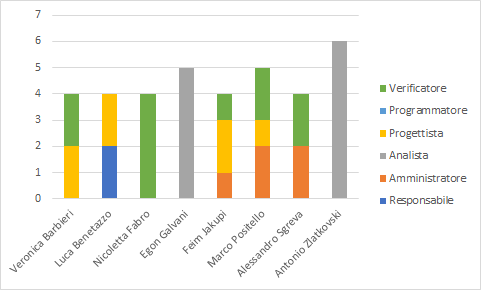 7
6
5
4
3
2
1
0
Veronica Barbieri
Luca Benetazzo
Nicoletta Fabro
Egon Galvani
Feim Jakupi
Marco Positello
Alessandro Sgreva
Antonio Zlatkovski
Verificatore
Programmatore
Progettista
Analista
Amministratore
Responsabile